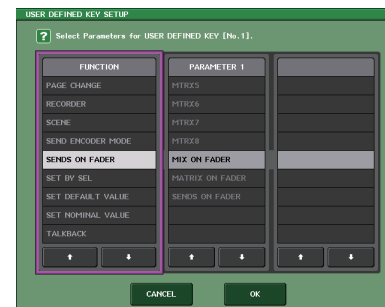 USER DEFINED KEY SETUP
? Select Parameters for USER DEFINED KEY [No.1].
FUNCTION
PAGE CHANGE
RECORDER
SCENE
SEND ENCODER MODE
SENDS ON FADER
SET BY SEL
SET DEFAULT VALUE
SET NOMINAL VALUE
TALKBACK
PARAMETER 1
MTRX5
MTRX6
MTRX7
MTRX8
MIX ON FADER
MATRIX ON FADER
SENDS ON FADER
CANCEL
OK